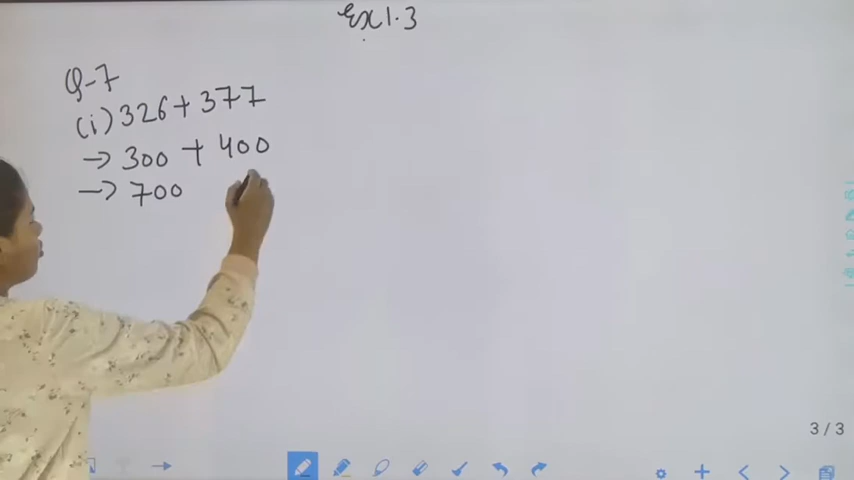 Ex 1.3
Q-7
(i) 326 + 377
→ 300 + 400
→ 700
3 / 3